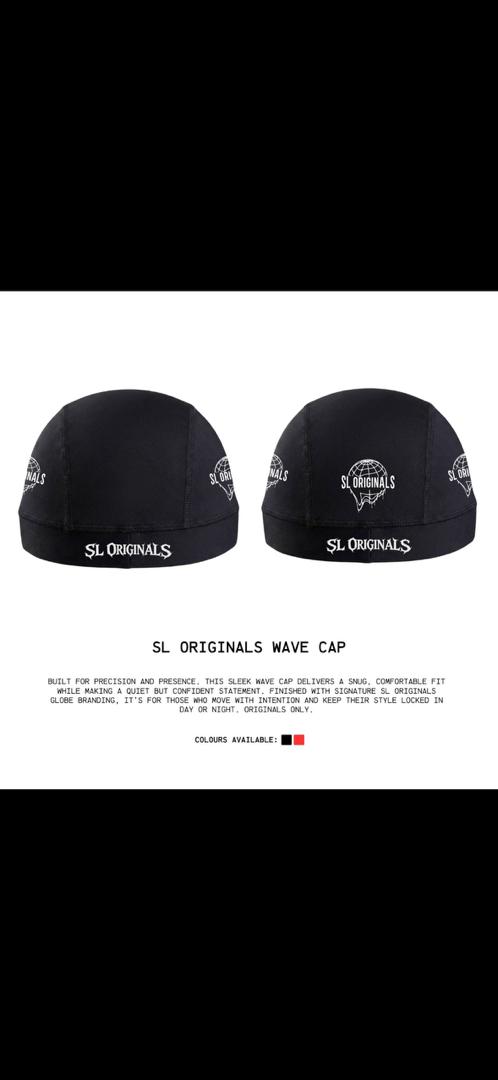 SL ORIGINALS
SL ORIGINALS
SL ORIGINALS
SL ORIGINALS
SL ORIGINALS WAVE CAP
BUILT FOR PRECISION AND PRESENCE. THIS SLEEK WAVE CAP DELIVERS A SNUG, COMFORTABLE FIT
WHILE MAKING A QUIET BUT CONFIDENT STATEMENT. FINISHED WITH SIGNATURE SL ORIGINALS
GLOBE BRANDING, IT'S FOR THOSE WHO MOVE WITH INTENTION AND KEEP THEIR STYLE LOCKED IN
DAY OR NIGHT. ORIGINALS ONLY.
COLOURS AVAILABLE: